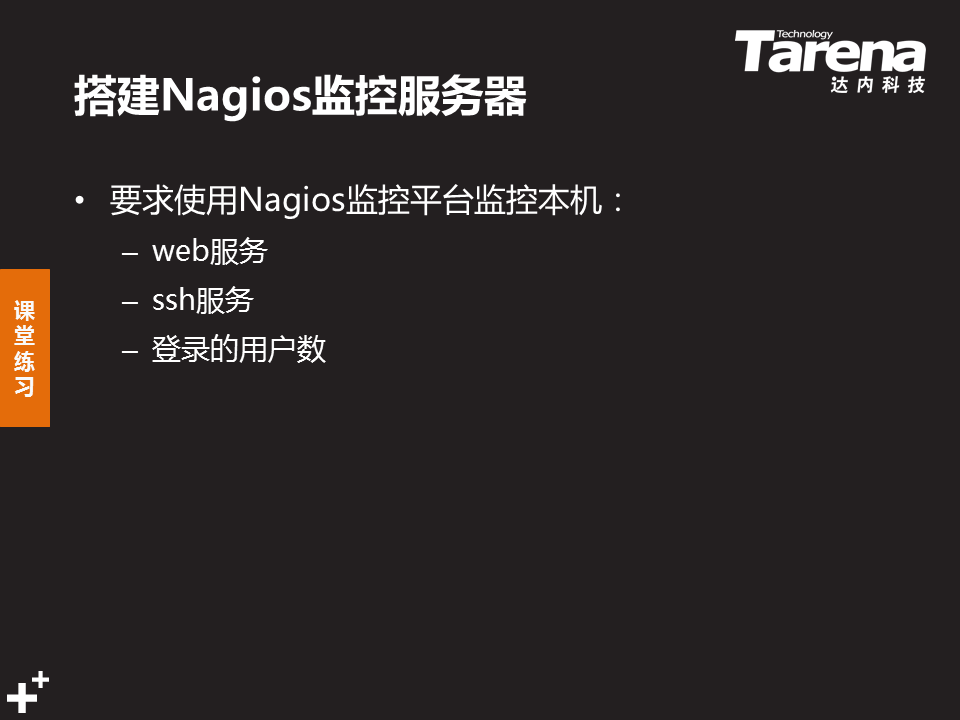 Technology
Tarena
达内科技
搭建Nagios监控服务器
• 要求使用Nagios监控平台监控本机：
– web服务
– ssh服务
– 登录的用户数
课堂练习